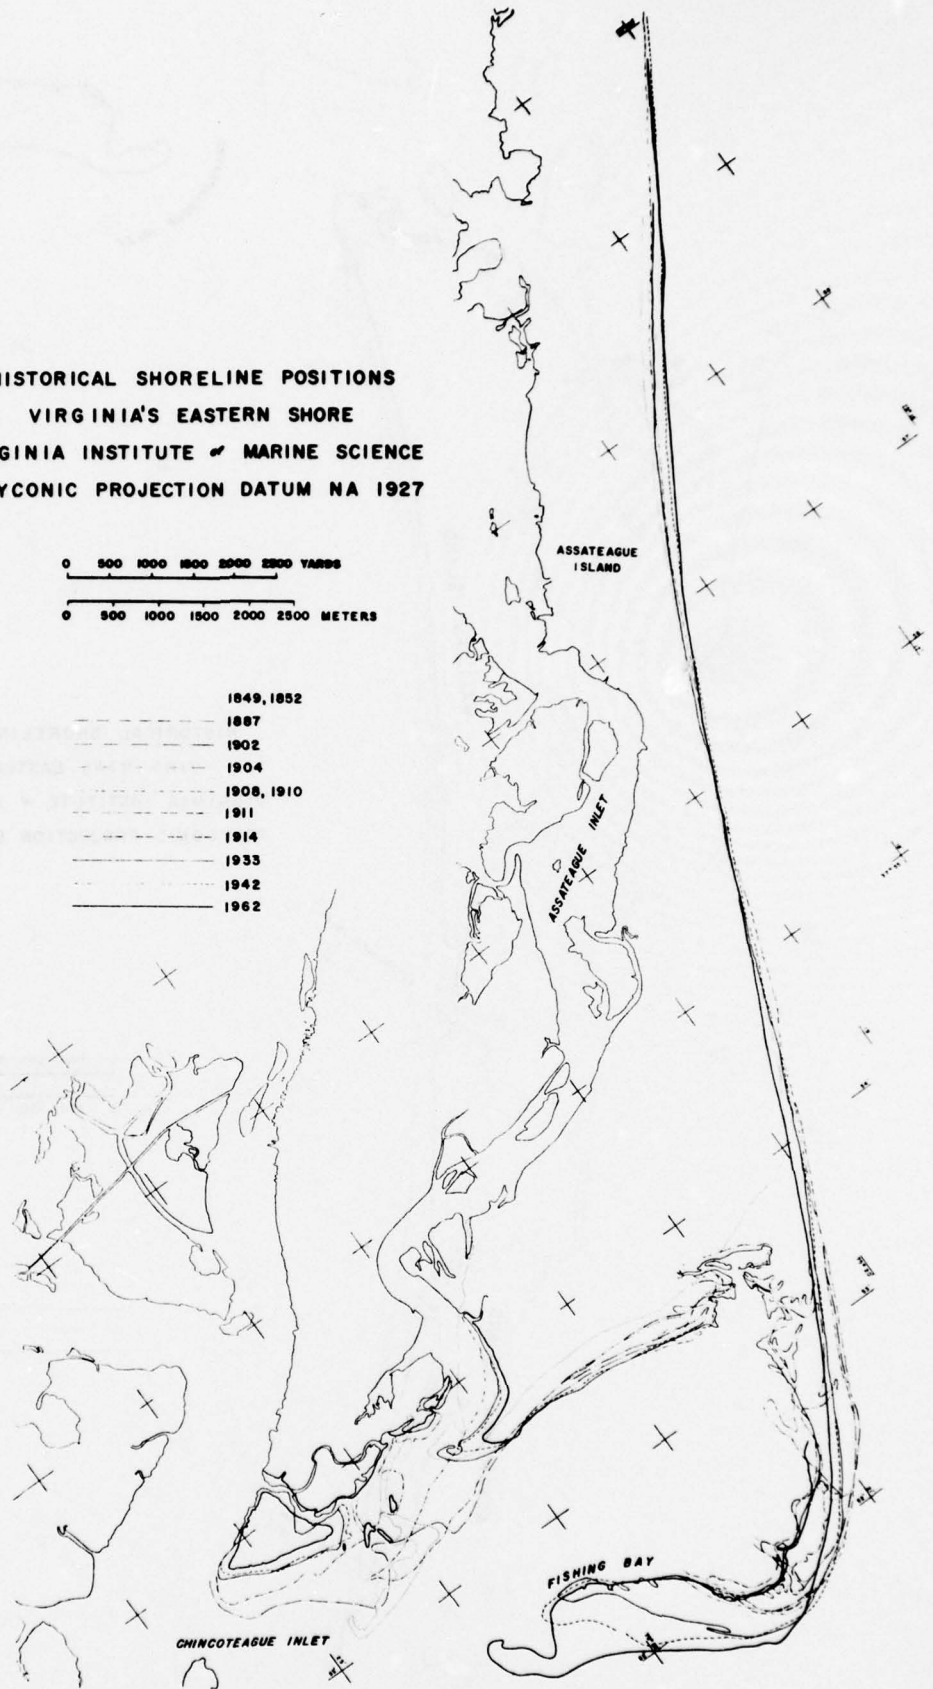 HISTORICAL SHORELINE POSITIONS
VIRGINIA'S EASTERN SHORE
GINIA INSTITUTE of MARINE SCIENCE
YCONIC PROJECTION DATUM NA 1927
0 500 1000 1500 2000 2500 YARDS
0 500 1000 1500 2000 2500 METERS
1849, 1852
1887
1902
1904
1908, 1910
1911
1914
1933
1942
1962
ASSATEAGUE
ISLAND
ASSATEAGUE INLET
FISHING BAY
CHINCOTEAGUE INLET